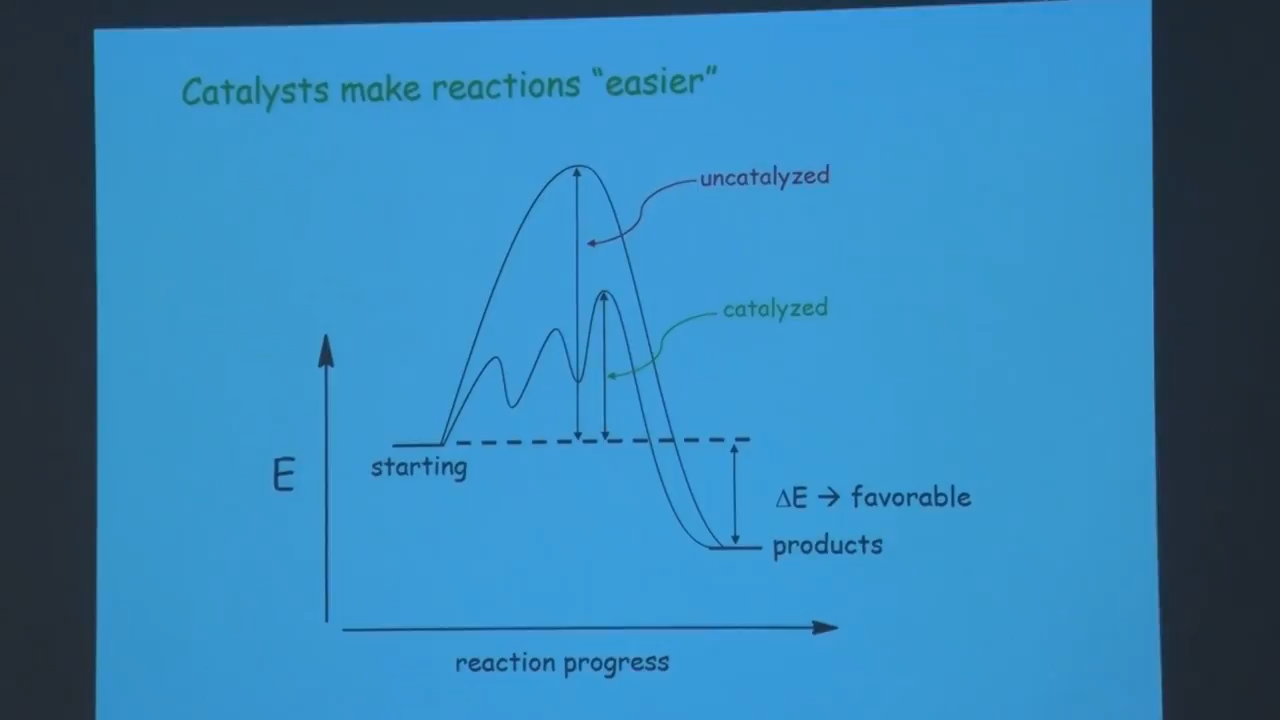 Catalysts make reactions “easier”
uncatalyzed
catalyzed
E
starting
ΔE → favorable
products
reaction progress